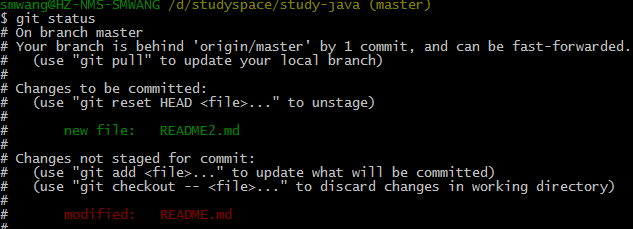 smwang@HZ-NMS-SMWANG /d/studyspace/study-java (master)
$ git status
# On branch master
# Your branch is behind 'origin/master' by 1 commit, and can be fast-forwarded.
#   (use "git pull" to update your local branch)
#
# Changes to be committed:
#   (use "git reset HEAD <file>..." to unstage)
#
#       new file:   README2.md
#
# Changes not staged for commit:
#   (use "git add <file>..." to update what will be committed)
#   (use "git checkout -- <file>..." to discard changes in working directory)
#
#       modified:   README.md
#